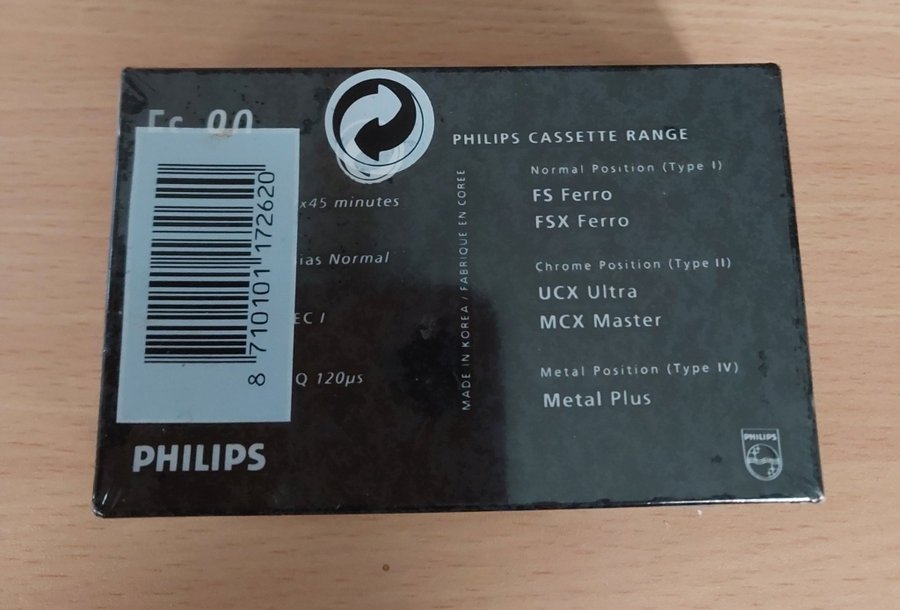 Fs 90
x45 minutes
ias Normal
EC I
Q 120µs
8 710101 172620
PHILIPS
MADE IN KOREA / FABRIQUE EN COREE
PHILIPS CASSETTE RANGE
Normal Position (Type I)
FS Ferro
FSX Ferro
Chrome Position (Type II)
UCX Ultra
MCX Master
Metal Position (Type IV)
Metal Plus
PHILIPS